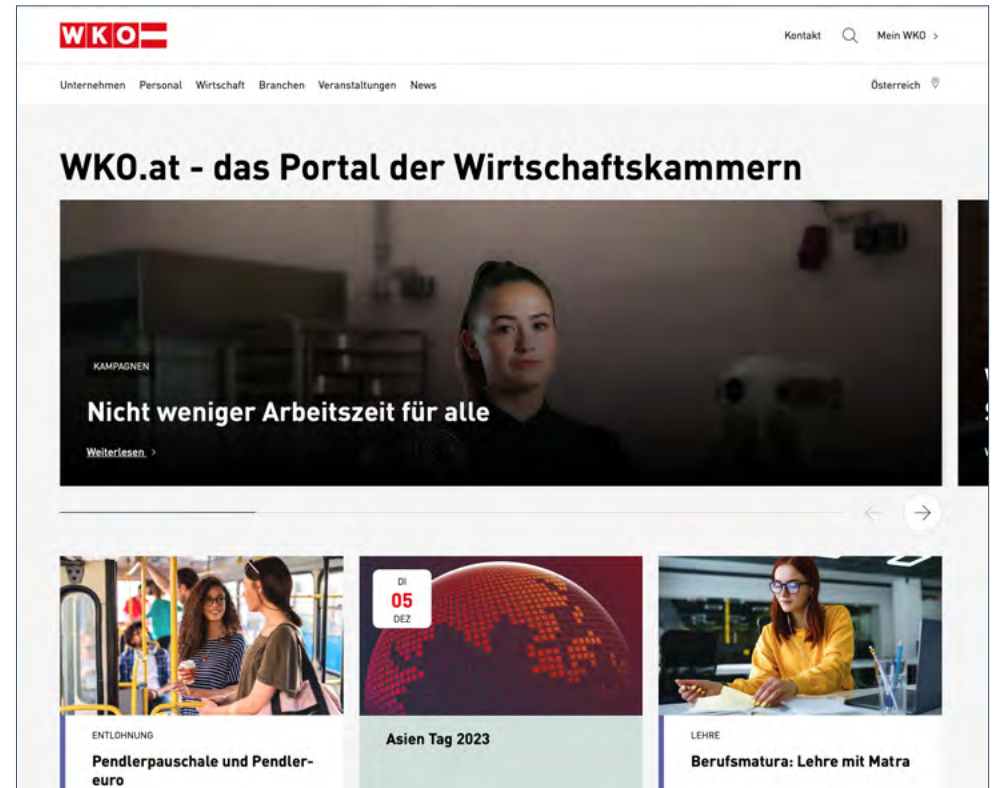 WKO
Kontakt Mein WKO >
Unternehmen Personal Wirtschaft Branchen Veranstaltungen News Österreich
WKO.at - das Portal der Wirtschaftskammern
KAMPAGNEN
Nicht weniger Arbeitszeit für alle
Weiterlesen >
DI
05
DEZ
ENTLOHNUNG
Pendlerpauschale und Pendler-
euro
Asien Tag 2023
LEHRE
Berufsmatura: Lehre mit Matra